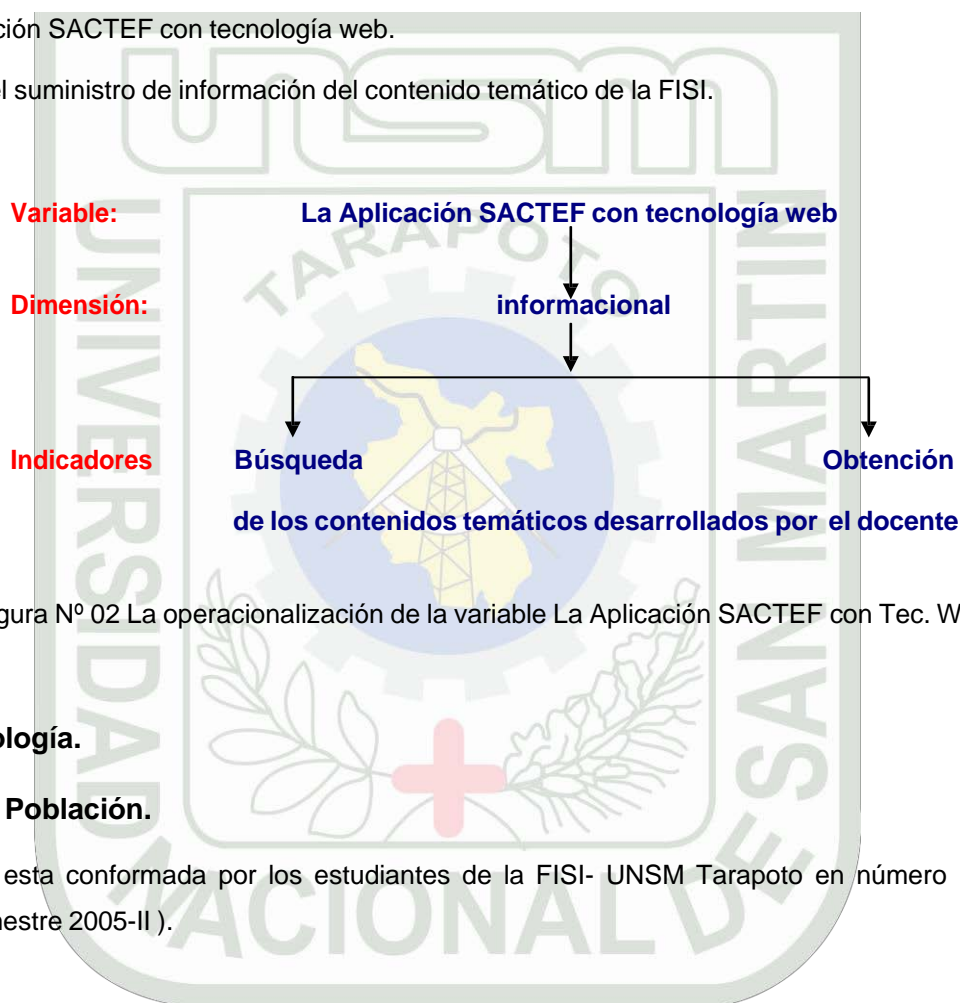 ción SACTEF con tecnología web.
el suministro de información del contenido temático de la FISI.
Variable: La Aplicación SACTEF con tecnología web
Dimensión: informacional
Indicadores Búsqueda Obtención
de los contenidos temáticos desarrollados por el docente
gura Nº 02 La operacionalización de la variable La Aplicación SACTEF con Tec. W
ología.
Población.
esta conformada por los estudiantes de la FISI- UNSM Tarapoto en número
nestre 2005-II ).
unsm
TARAPOTO
UNIVERSIDAD
NACIONAL DE
SAN MARTIN